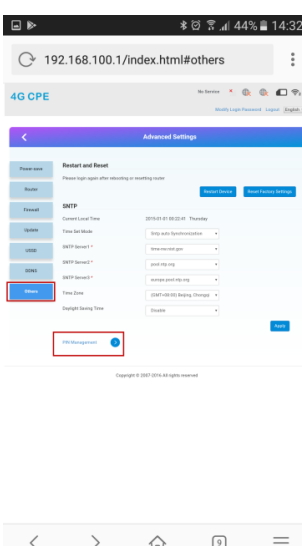 44% 14:32
192.168.100.1/index.html#others
4G CPE
No Service
Modify Login Password Logout English
Advanced Settings
Power-save
Router
Firewall
Update
USSD
DDNS
Others
Restart and Reset
Please login again after rebooting or resetting router
Restart Device Reset Factory Settings
SNTP
Current Local Time 2015-01-01 08:22:41 Thursday
Time Set Mode Sntp auto Synchronization
SNTP Server1 * time-nw.nist.gov
SNTP Server2 * pool.ntp.org
SNTP Server3 * europe.pool.ntp.org
Time Zone (GMT+08:00) Beijing, Chongqi
Daylight Saving Time Disable
Apply
PIN Management
Copyright © 2007-2016 All rights reserved
9